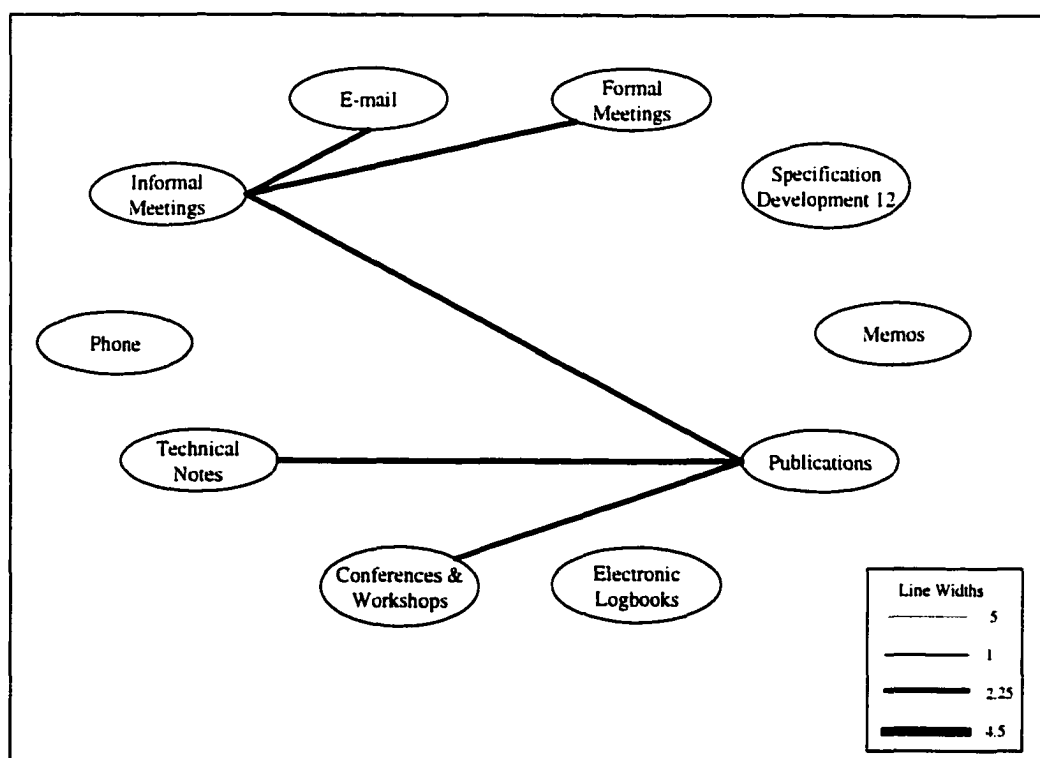 E-mail
Formal
Meetings
Informal
Meetings
Specification
Development 12
Phone
Memos
Technical
Notes
Publications
Conferences &
Workshops
Electronic
Logbooks
Line Widths
5
1
2.25
4.5